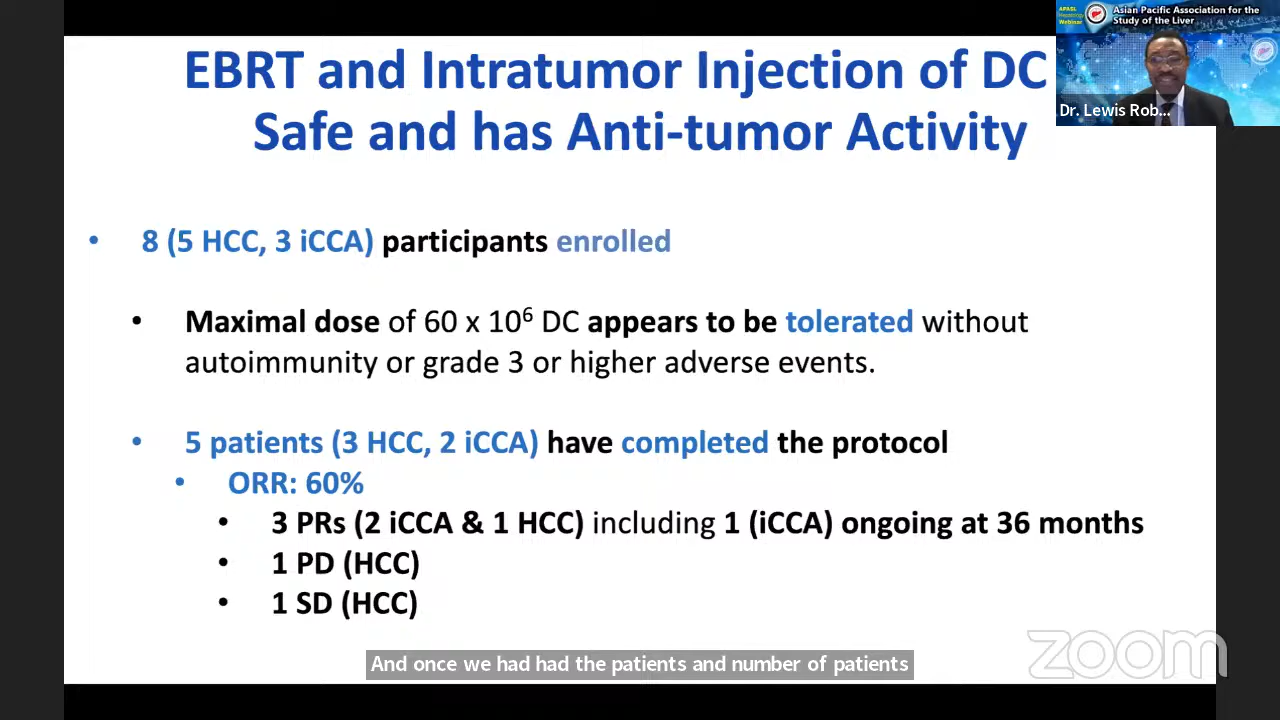 EBRT and Intratumor Injection of DC
Safe and has Anti-tumor Activity
• 8 (5 HCC, 3 iCCA) participants enrolled
• Maximal dose of 60 x 10⁶ DC appears to be tolerated without
autoimmunity or grade 3 or higher adverse events.
• 5 patients (3 HCC, 2 iCCA) have completed the protocol
• ORR: 60%
• 3 PRs (2 iCCA & 1 HCC) including 1 (iCCA) ongoing at 36 months
• 1 PD (HCC)
• 1 SD (HCC)
APASL
Hepatology
Webinar
Asian Pacific Association for the
Study of the Liver
Dr. Lewis Rob...
And once we had had the patients and number of patients
zoom